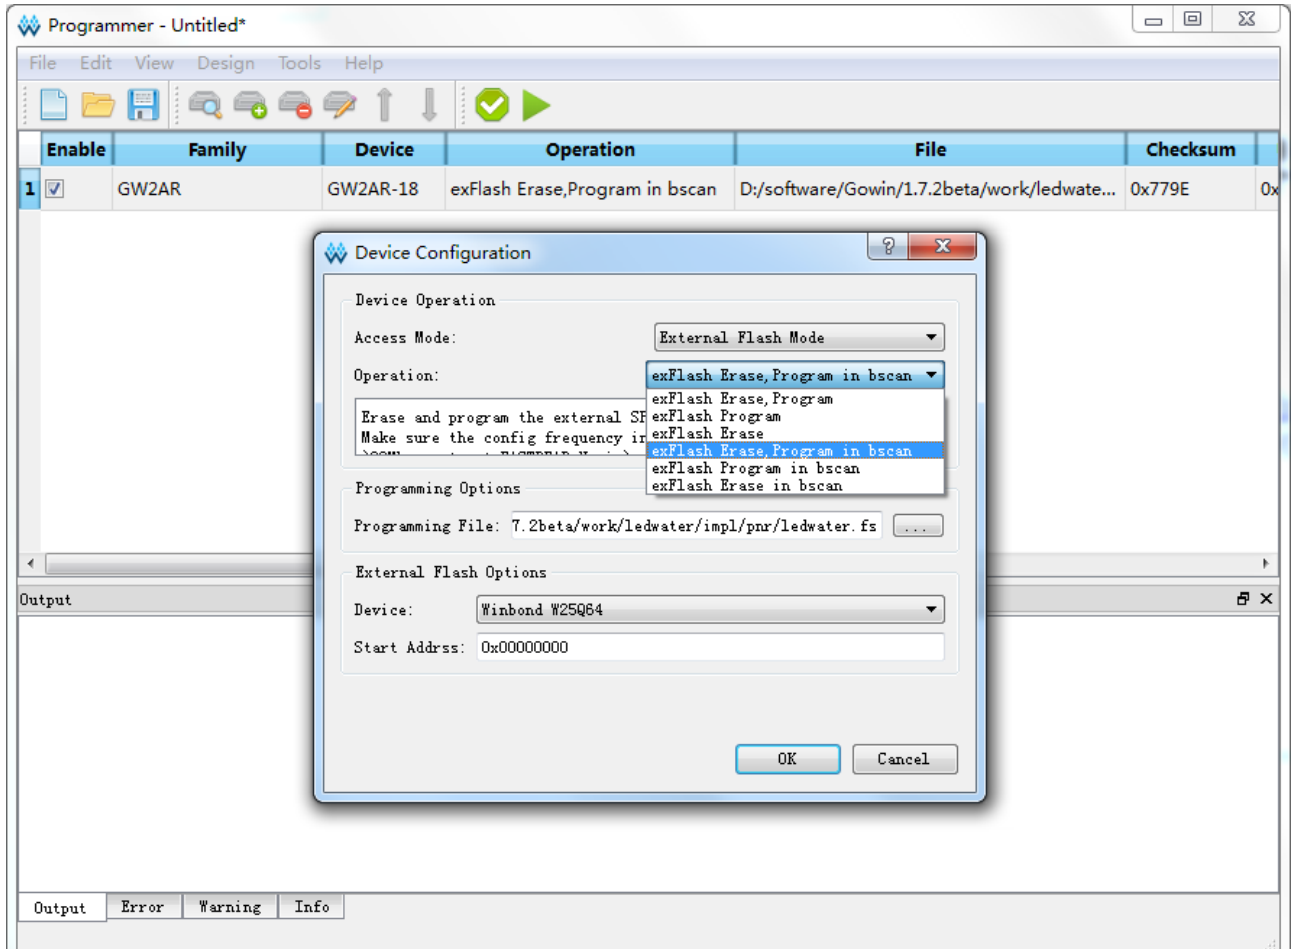 Programmer - Untitled*
File Edit View Design Tools Help
Enable Family Device Operation File Checksum
1 GW2AR GW2AR-18 exFlash Erase,Program in bscan D:/software/Gowin/1.7.2beta/work/ledwate... 0x779E 0x
Device Configuration
Device Operation
Access Mode: External Flash Mode
Operation: exFlash Erase,Program in bscan
exFlash Erase,Program
exFlash Program
exFlash Erase
exFlash Erase,Program in bscan
exFlash Program in bscan
exFlash Erase in bscan
Erase and program the external
Make sure the config frequency
Programming Options
Programming File: 7.2beta/work/ledwater/impl/pnr/ledwater.fs ...
External Flash Options
Device: Winbond W25Q64
Start Addrss: 0x00000000
OK Cancel
Output
Output Error Warning Info